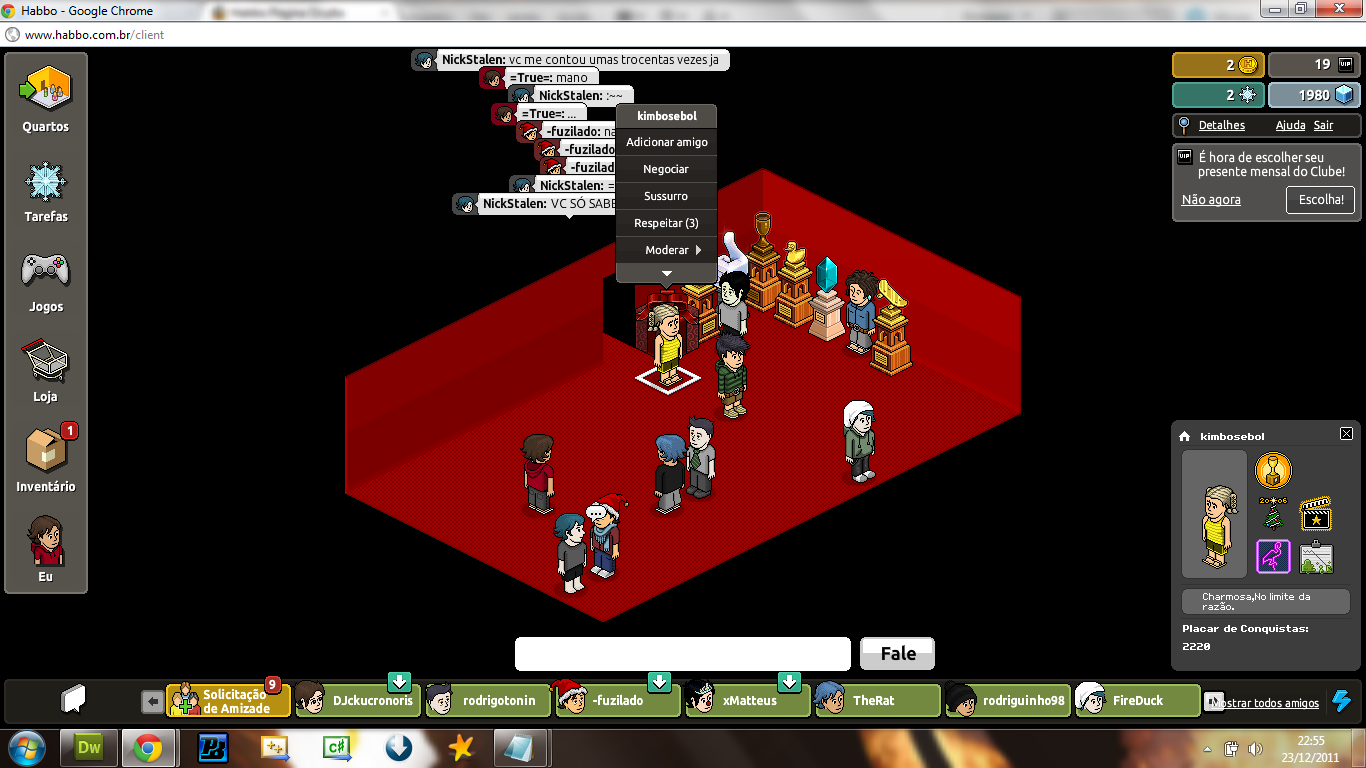 Habbo - Google Chrome
www.habbo.com.br/client
Quartos
Tarefas
Jogos
Loja
1
Inventário
Eu
NickStalen: vc me contou umas trocentas vezes ja
=True=: mano
NickStalen: :~~
=True=: ...
-fuzilado: na
-fuzilado
-fuzilad
NickStalen: =
NickStalen: VC SÓ SABE
kimbosebol
Adicionar amigo
Negociar
Sussurro
Respeitar (3)
Moderar
2
19
VIP
2
1980
Detalhes
Ajuda
Sair
VIP
É hora de escolher seu
presente mensal do Clube!
Não agora
Escolha!
kimbosebol
2006
Charmosa,No limite da
razão.
Placar de Conquistas:
2220
Fale
Solicitação
de Amizade
9
DJckucronoris
rodrigotonin
-fuzilado
xMatteus
TheRat
rodriguinho98
FireDuck
Mostrar todos amigos
Dw
C#
22:55
23/12/2011